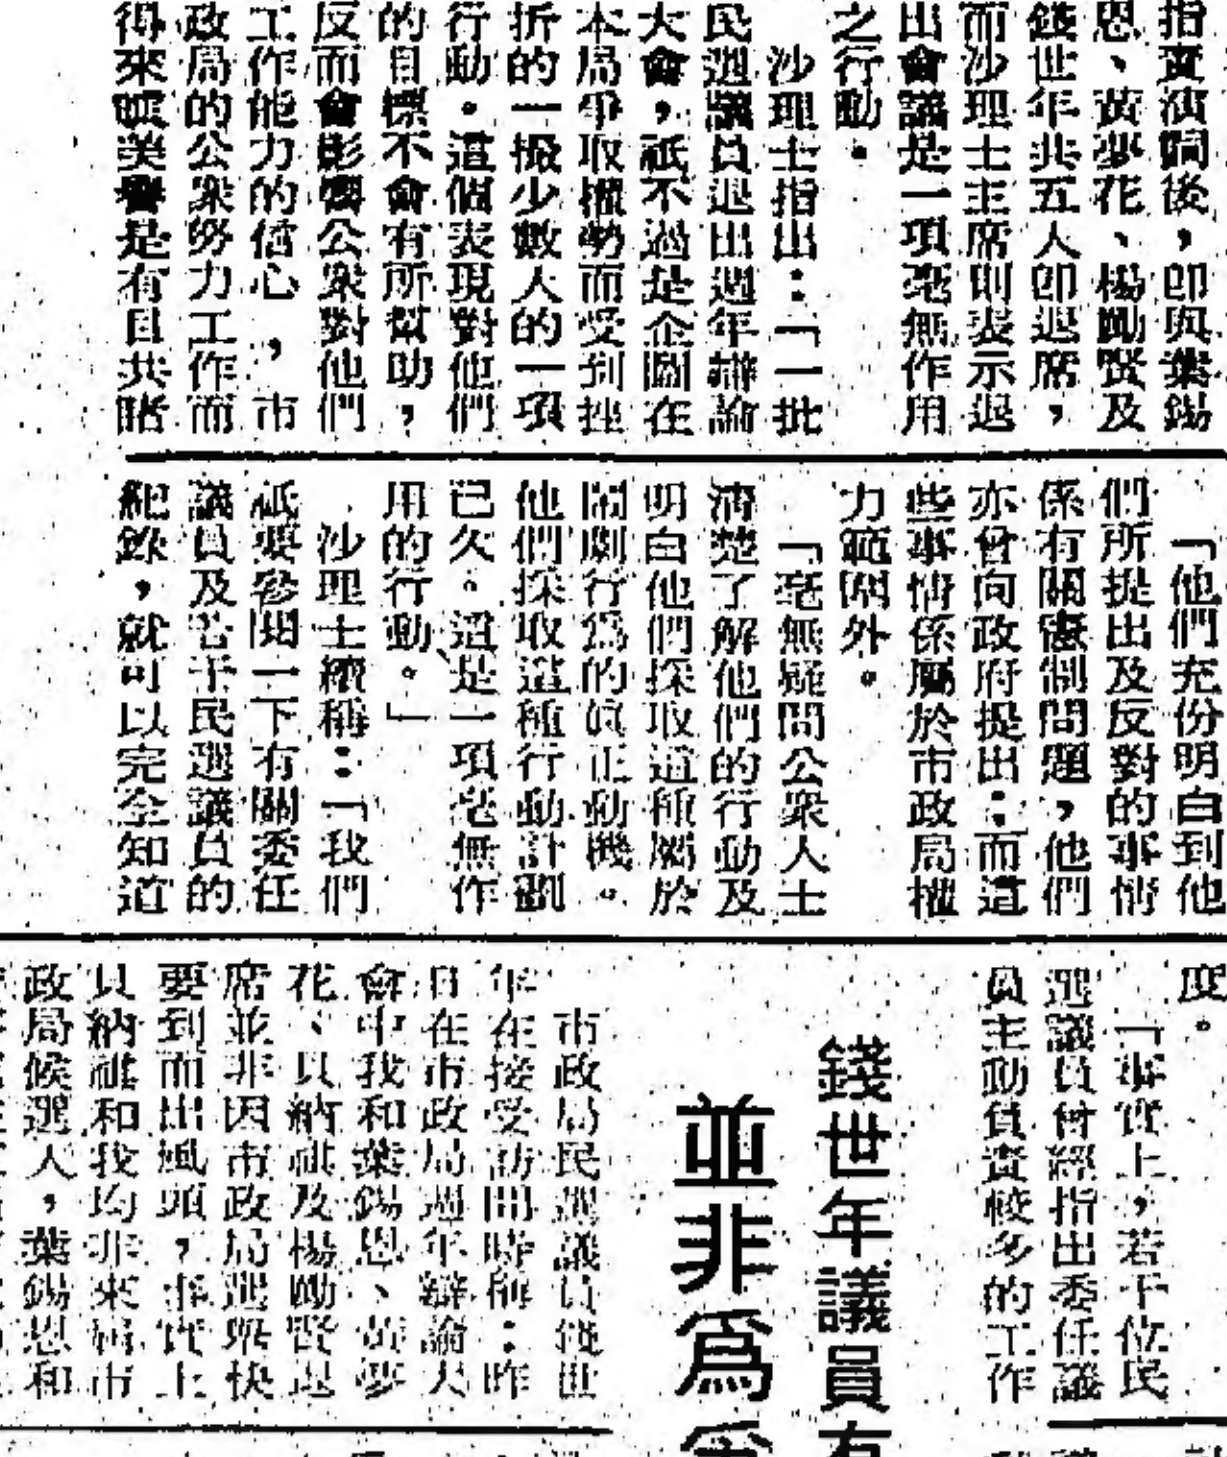 指責演闢後，卽與葉錫
恩、黃夢花、楊勵賢及
錢世年共五人卽退席，
而沙理士主席則表示退
出會議是一項毫無作用
之行動。
沙理士指出：「一批
民選議員退出週年辯論
大會，祇不過是企圖在
本局爭取權勢而受到挫
折的一撮少數人的一項
行動。這個表現對他們
的目標不會有所幫助，
反而會影響公衆對他們
工作能力的信心，市
政局的公衆努力工作而
得來 美譽是有目共睹
「他們充份明白到他
們所提出及反對的事情
係有關憲制問題，他們
亦曾向政府提出；而這
些事情係屬於市政局權
力範圍外。
「毫無疑問公衆人士
淸楚了解他們的行動及
明白他們採取這種屬於
鬧劇行爲的眞正動機。
他們採取這種行動計劃
已久。這是一項毫無作
用的行動。」
沙理士續稱：「我們
祇要參閱一下有關委任
議員及若干民選議員的
紀錄，就可以完全知道
度。
「事實上，若干位民
選議員曾經指出委任議
員主動負責較多的工作
錢世年議員有
並非爲
市政局民選議員錢世
年在接受訪問時稱：昨
日在市政局週年辯論大
會中我和葉錫恩、黃夢
花、貝納祺及楊勵賢退
席並非因市政局選舉快
要到而出風頭，事實上
貝納祺和我均非來屆市
政局候選人，葉錫恩和